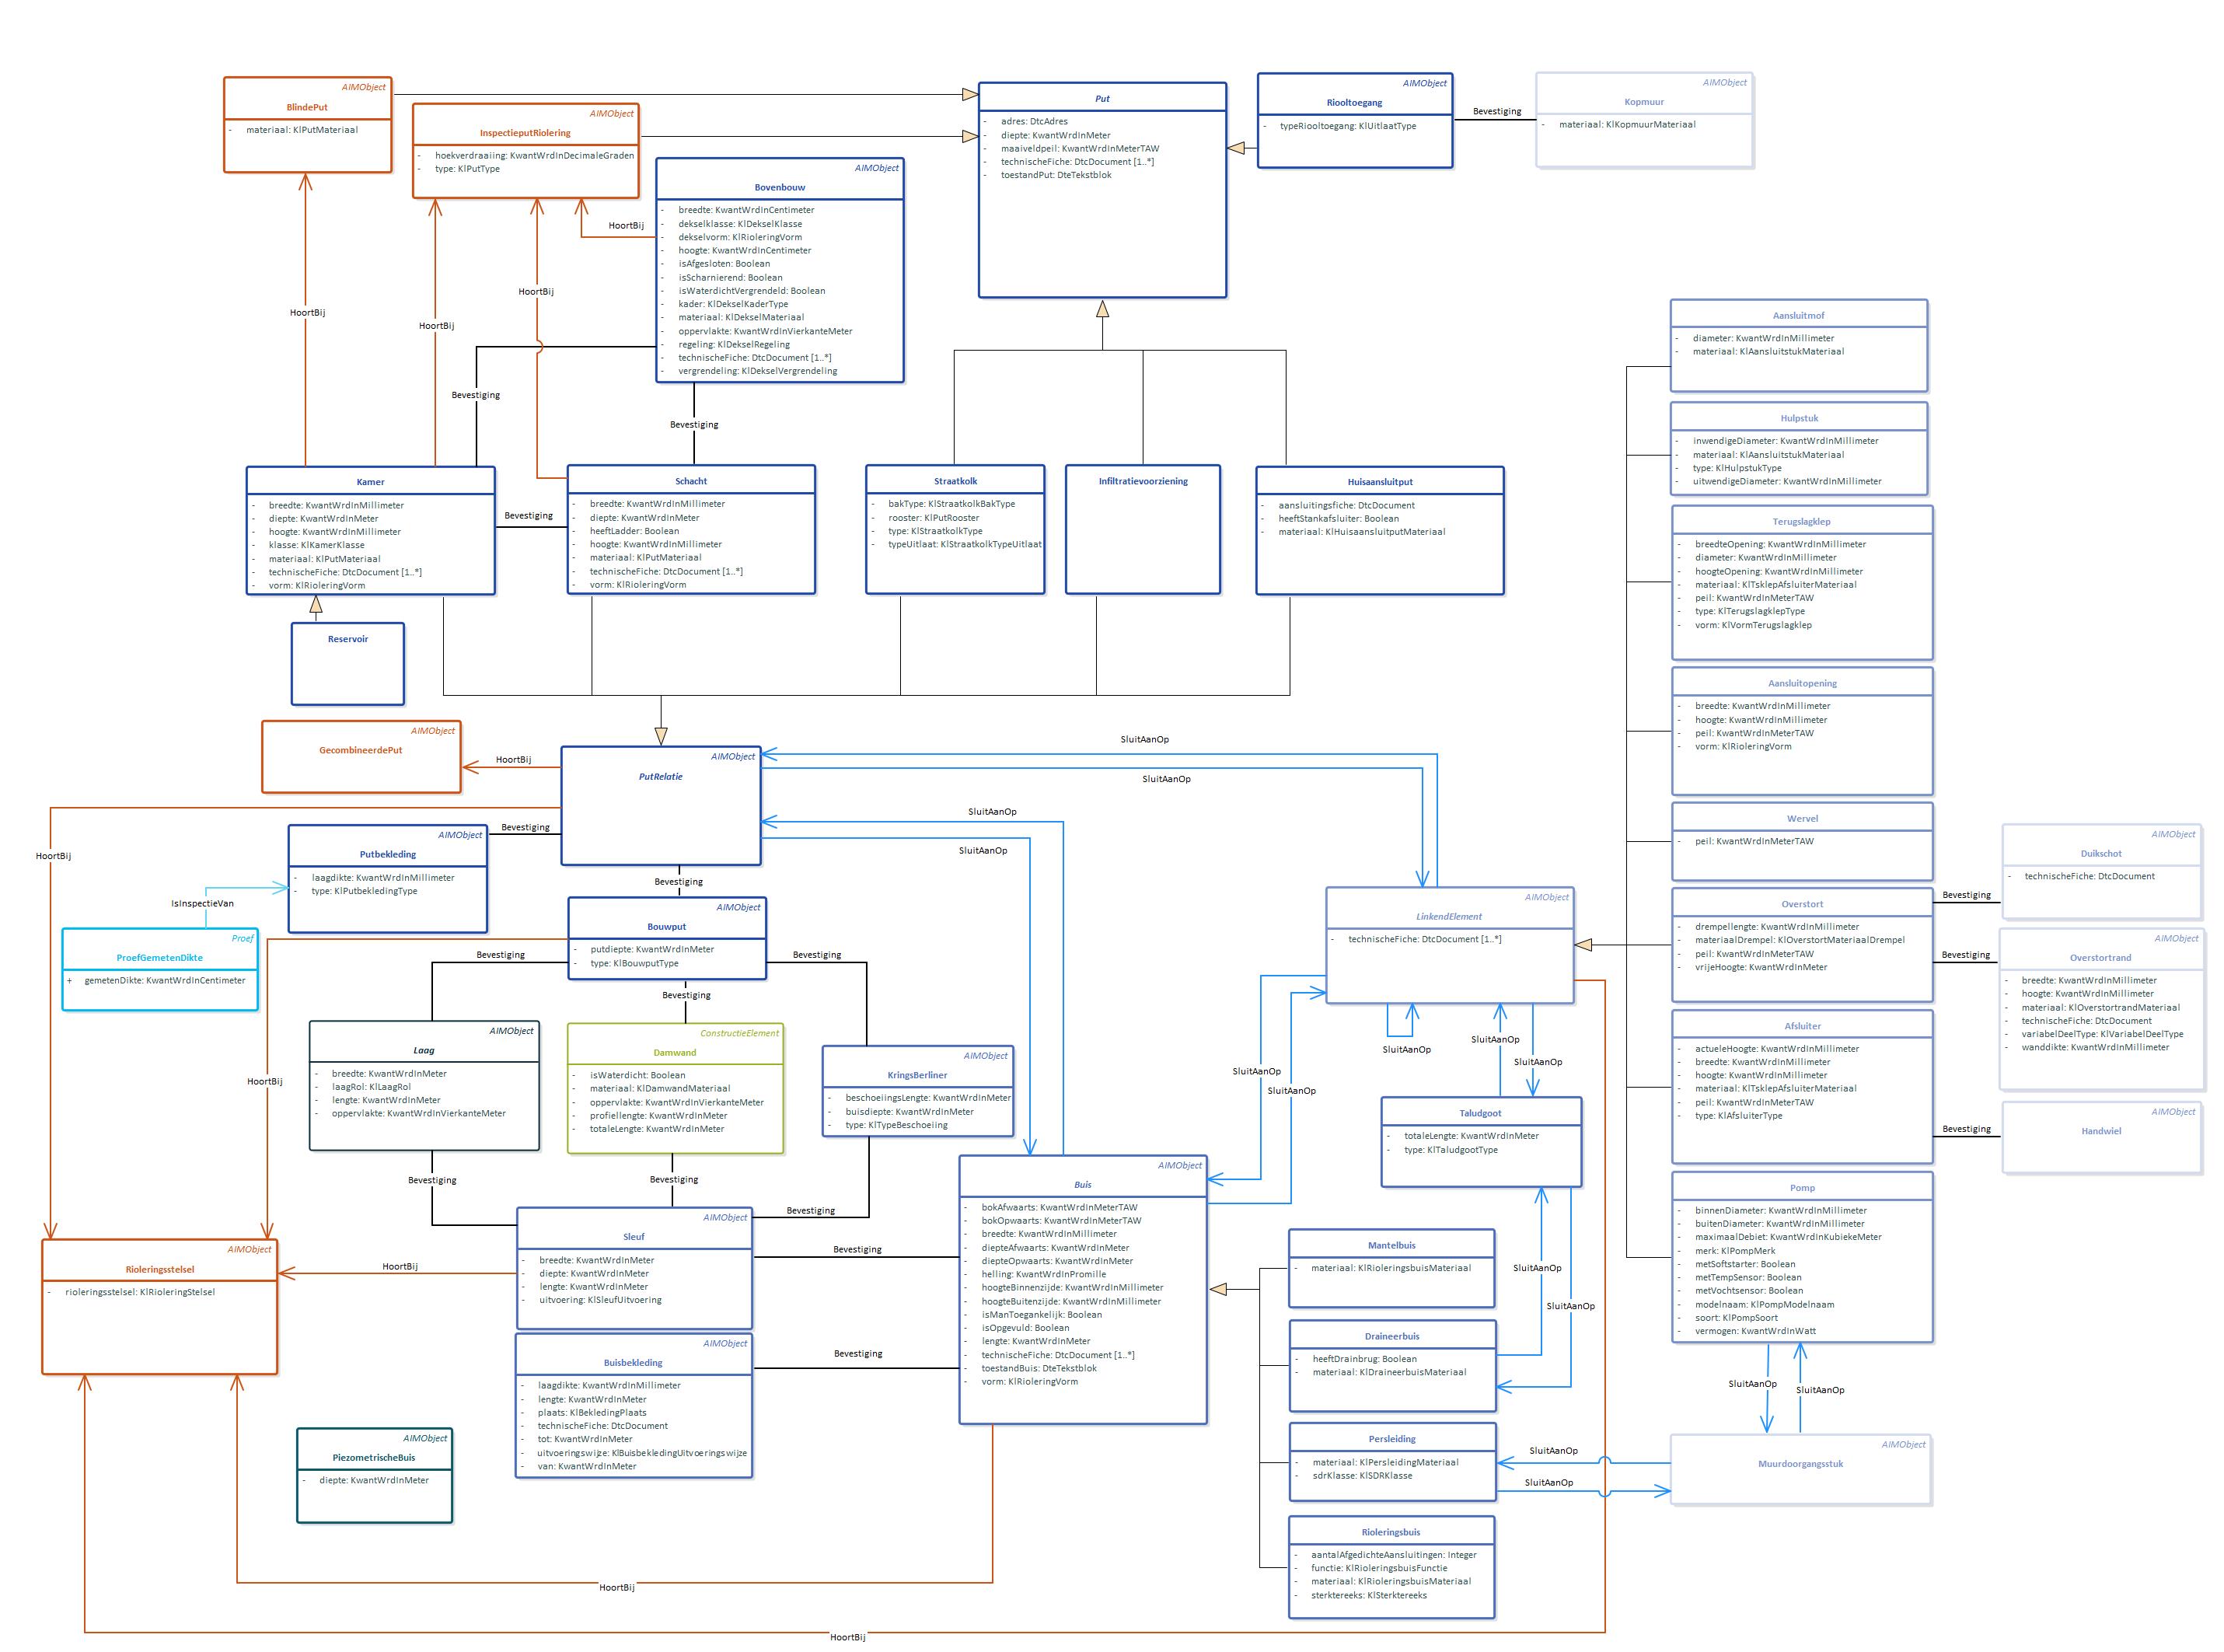 AIMObject
BlindePut
- materiaal: KlPutMateriaal
AIMObject
InspectieputRiolering
- hoekverdraaiing: KwantWrdInDecimaleGraden
- type: KlPutType
Put
- adres: DtcAdres
- diepte: KwantWrdInMeter
- maaiveldpeil: KwantWrdInMeterTAW
- technischeFiche: DtcDocument [1..*]
- toestandPut: DteTekstblok
AIMObject
Riooltoegang
- typeRiooltoegang: KlUitlaatType
Bevestiging
AIMObject
Kopmuur
- materiaal: KlKopmuurMateriaal
AIMObject
Bovenbouw
- breedte: KwantWrdInCentimeter
- dekselklasse: KlDekselKlasse
- dekselvorm: KlRioleringVorm
- hoogte: KwantWrdInCentimeter
- isAfgesloten: Boolean
- isScharnierend: Boolean
- isWaterdichtVergrendeld: Boolean
- kader: KlDekselKaderType
- materiaal: KlDekselMateriaal
- oppervlakte: KwantWrdInVierkanteMeter
- regeling: KlDekselRegeling
- technischeFiche: DtcDocument [1..*]
- vergrendeling: KlDekselVergrendeling
HoortBij
HoortBij
HoortBij
HoortBij
Bevestiging
Bevestiging
Aansluitmof
- diameter: KwantWrdInMillimeter
- materiaal: KlAansluitstukMateriaal
Hulpstuk
- inwendigeDiameter: KwantWrdInMillimeter
- materiaal: KlAansluitstukMateriaal
- type: KlHulpstukType
- uitwendigeDiameter: KwantWrdInMillimeter
Kamer
- breedte: KwantWrdInMillimeter
- diepte: KwantWrdInMeter
- hoogte: KwantWrdInMillimeter
- klasse: KlKamerKlasse
- materiaal: KlPutMateriaal
- technischeFiche: DtcDocument [1..*]
- vorm: KlRioleringVorm
Bevestiging
Schacht
- breedte: KwantWrdInMillimeter
- diepte: KwantWrdInMeter
- heeftLadder: Boolean
- hoogte: KwantWrdInMillimeter
- materiaal: KlPutMateriaal
- technischeFiche: DtcDocument [1..*]
- vorm: KlRioleringVorm
Straatkolk
- bakType: KlStraatkolkBakType
- rooster: KlPutRooster
- type: KlStraatkolkType
- typeUitlaat: KlStraatkolkTypeUitlaat
Infiltratievoorziening
Huisaansluitput
- aansluitingsfiche: DtcDocument
- heeftStankafsluiter: Boolean
- materiaal: KlHuisaansluitputMateriaal
Terugslagklep
- breedteOpening: KwantWrdInMillimeter
- diameter: KwantWrdInMillimeter
- hoogteOpening: KwantWrdInMillimeter
- materiaal: KlTsklepAfsluiterMateriaal
- peil: KwantWrdInMeterTAW
- type: KlTerugslagklepType
- vorm: KlVormTerugslagklep
Reservoir
Aansluitopening
- breedte: KwantWrdInMillimeter
- hoogte: KwantWrdInMillimeter
- peil: KwantWrdInMeterTAW
- vorm: KlRioleringVorm
AIMObject
GecombineerdePut
HoortBij
AIMObject
PutRelatie
SluitAanOp
SluitAanOp
SluitAanOp
SluitAanOp
Wervel
- peil: KwantWrdInMeterTAW
HoortBij
AIMObject
Putbekleding
- laagdikte: KwantWrdInMillimeter
- type: KlPutbekledingType
Bevestiging
Bevestiging
IsInspectieVan
Proef
ProefGemetenDikte
+ gemetenDikte: KwantWrdInCentimeter
AIMObject
Bouwput
- putdiepte: KwantWrdInMeter
- type: KlBouwputType
Bevestiging
Bevestiging
Bevestiging
AIMObject
LinkendElement
- technischeFiche: DtcDocument [1..*]
Overstort
- drempellengte: KwantWrdInMillimeter
- materiaalDrempel: KlOverstortMateriaalDrempel
- peil: KwantWrdInMeterTAW
- vrijeHoogte: KwantWrdInMeter
Bevestiging
Bevestiging
AIMObject
Duikschot
- technischeFiche: DtcDocument
AIMObject
Overstortrand
- breedte: KwantWrdInMillimeter
- hoogte: KwantWrdInMillimeter
- materiaal: KlOverstortrandMateriaal
- technischeFiche: DtcDocument
- variabelDeelType: KlVariabelDeelType
- wanddikte: KwantWrdInMillimeter
HoortBij
AIMObject
Laag
- breedte: KwantWrdInMeter
- laagRol: KlLaagRol
- lengte: KwantWrdInMeter
- oppervlakte: KwantWrdInVierkanteMeter
ConstructieElement
Damwand
- isWaterdicht: Boolean
- materiaal: KlDamwandMateriaal
- oppervlakte: KwantWrdInVierkanteMeter
- profiellengte: KwantWrdInMeter
- totaleLengte: KwantWrdInMeter
AIMObject
KringsBerliner
- beschoeiingsLengte: KwantWrdInMeter
- buisdiepte: KwantWrdInMeter
- type: KlTypeBeschoeiing
SluitAanOp
SluitAanOp
SluitAanOp
SluitAanOp
SluitAanOp
Afsluiter
- actueleHoogte: KwantWrdInMillimeter
- breedte: KwantWrdInMillimeter
- hoogte: KwantWrdInMillimeter
- materiaal: KlTsklepAfsluiterMateriaal
- peil: KwantWrdInMeterTAW
- type: KlAfsluiterType
Bevestiging
AIMObject
Handwiel
Taludgoot
- totaleLengte: KwantWrdInMeter
- type: KlTaludgootType
Bevestiging
Bevestiging
Bevestiging
AIMObject
Buis
- bokAfwaarts: KwantWrdInMeterTAW
- bokOpwaarts: KwantWrdInMeterTAW
- breedte: KwantWrdInMillimeter
- diepteAfwaarts: KwantWrdInMeter
- diepteOpwaarts: KwantWrdInMeter
- helling: KwantWrdInPromille
- hoogteBinnenzijde: KwantWrdInMillimeter
- hoogteBuitenzijde: KwantWrdInMillimeter
- isManToegankelijk: Boolean
- isOpgevuld: Boolean
- lengte: KwantWrdInMeter
- technischeFiche: DtcDocument [1..*]
- toestandBuis: DteTekstblok
- vorm: KlRioleringVorm
Pomp
- binnenDiameter: KwantWrdInMillimeter
- buitenDiameter: KwantWrdInMillimeter
- maximaalDebiet: KwantWrdInKubiekeMeter
- merk: KlPompMerk
- metSoftstarter: Boolean
- metTempSensor: Boolean
- metVochtsensor: Boolean
- modelnaam: KlPompModelnaam
- soort: KlPompSoort
- vermogen: KwantWrdInWatt
AIMObject
Rioleringsstelsel
- rioleringsstelsel: KlRioleringStelsel
HoortBij
AIMObject
Sleuf
- breedte: KwantWrdInMeter
- diepte: KwantWrdInMeter
- lengte: KwantWrdInMeter
- uitvoering: KlSleufUitvoering
Bevestiging
Mantelbuis
- materiaal: KlRioleringsbuisMateriaal
SluitAanOp
SluitAanOp
AIMObject
Buisbekleding
- laagdikte: KwantWrdInMillimeter
- lengte: KwantWrdInMeter
- plaats: KlBekledingPlaats
- technischeFiche: DtcDocument
- tot: KwantWrdInMeter
- uitvoeringswijze: KlBuisbekledingUitvoeringswijze
- van: KwantWrdInMeter
Bevestiging
Draineerbuis
- heeftDrainbrug: Boolean
- materiaal: KlDraineerbuisMateriaal
SluitAanOp
SluitAanOp
AIMObject
PiezometrischeBuis
- diepte: KwantWrdInMeter
Persleiding
- materiaal: KlPersleidingMateriaal
- sdrKlasse: KlSDRKlasse
SluitAanOp
SluitAanOp
AIMObject
Muurdoorgangsstuk
Rioleringsbuis
- aantalAfgedichteAansluitingen: Integer
- functie: KlRioleringsbuisFunctie
- materiaal: KlRioleringsbuisMateriaal
- sterktereeks: KlSterktereeks
HoortBij
HoortBij